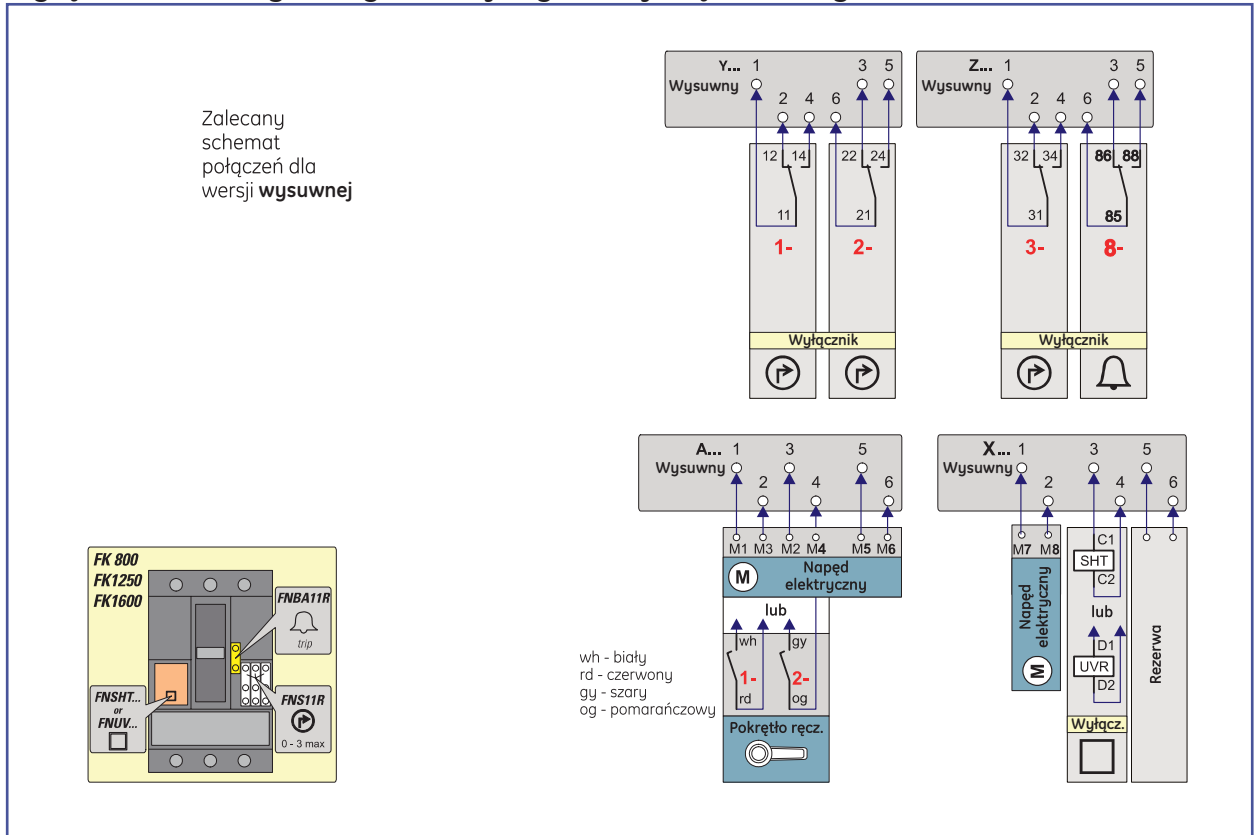 Zalecany
schemat
połączeń dla
wersji wysuwnej
Y... 1 3 5
Wysuwny
2 4 6
12 14 22 24
11 21
1- 2-
Wyłącznik
Z... 1 3 5
Wysuwny
2 4 6
32 34 86 88
31 85
3- 8-
Wyłącznik
A... 1 3 5
Wysuwny
2 4 6
M1 M3 M2 M4 M5 M6
M Napęd
elektryczny
lub
wh gy
1- 2-
rd og
Pokrętło ręcz.
wh - biały
rd - czerwony
gy - szary
og - pomarańczowy
X... 1 3 5
Wysuwny
2 4 6
M7 M8
Napęd
elektryczny
M
C1
SHT
C2
lub
D1
UVR
D2
Wyłącz.
Rezerwa
FK 800
FK1250
FK1600
FNBA11R
trip
FNSHT...
or
FNUV...
FNS11R
0 - 3 max